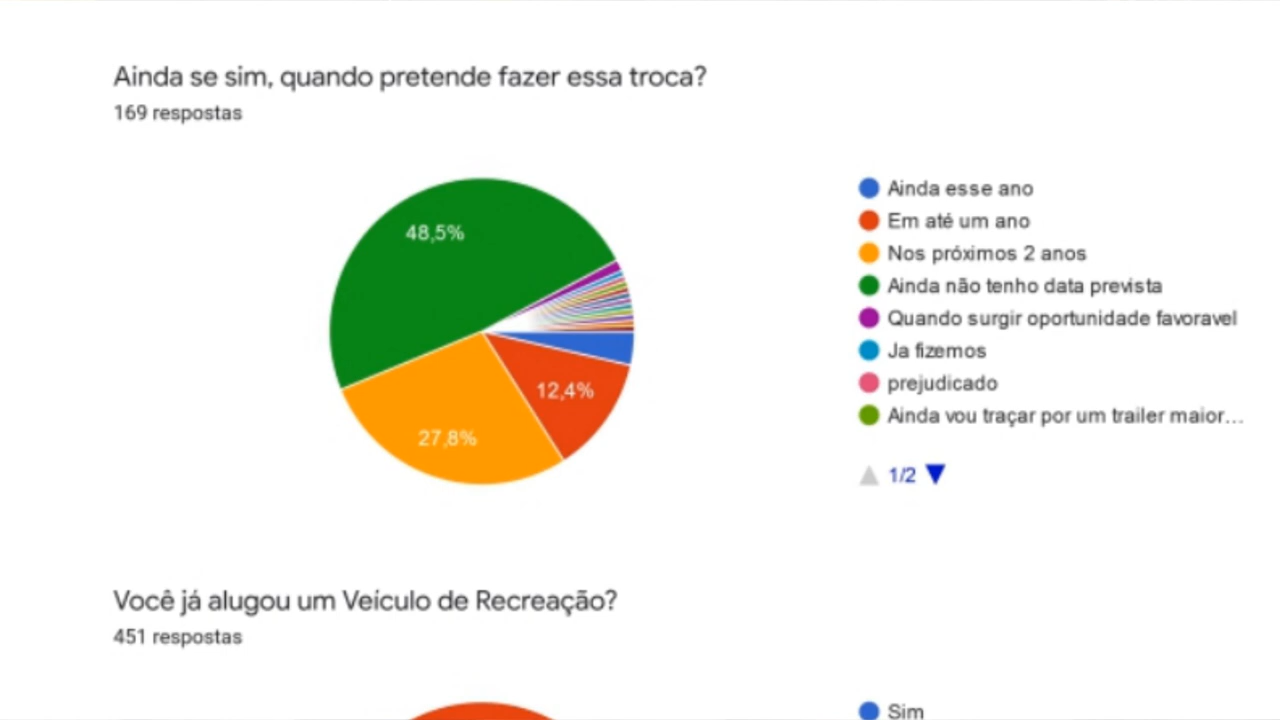 Ainda se sim, quando pretende fazer essa troca?
169 respostas
48,5%
12,4%
27,8%
Ainda esse ano
Em até um ano
Nos próximos 2 anos
Ainda não tenho data prevista
Quando surgir oportunidade favoravel
Ja fizemos
prejudicado
Ainda vou traçar por um trailer maior...
1/2
Você já alugou um Veículo de Recreação?
451 respostas
Sim